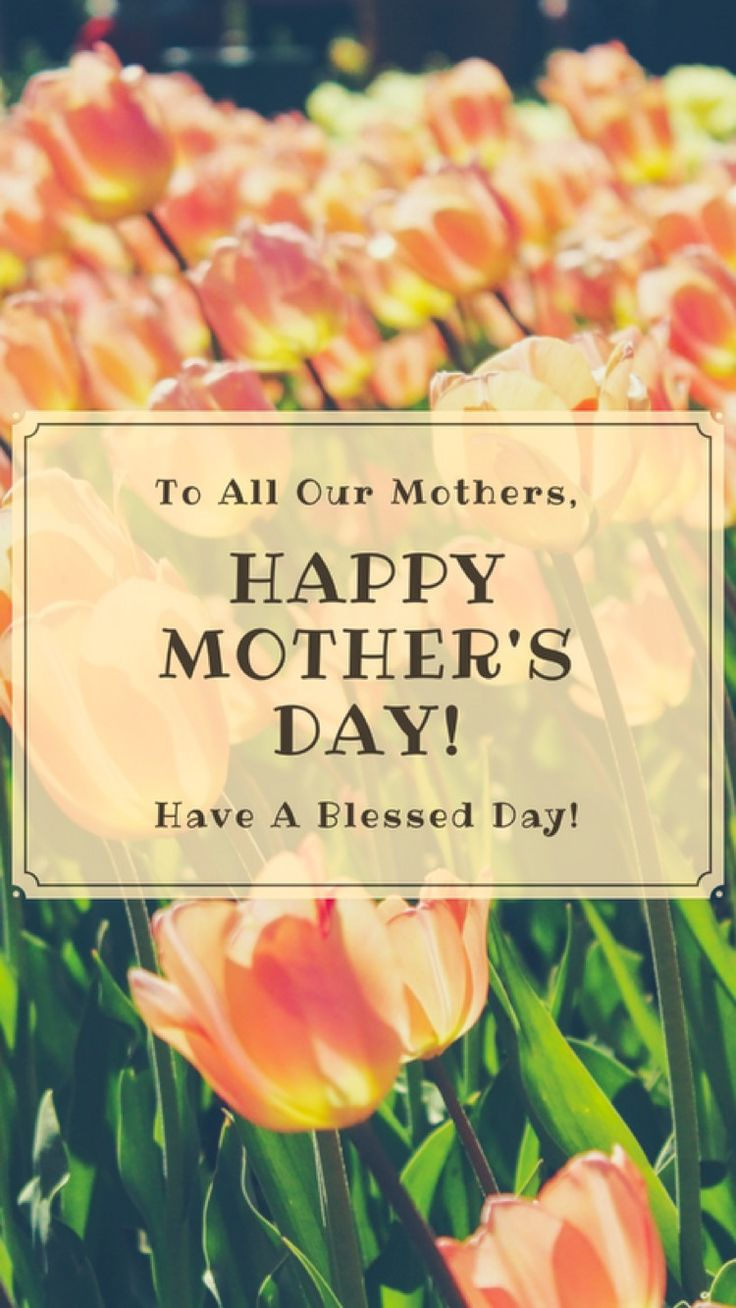 To All Our Mothers,
HAPPY
MOTHER'S
DAY!
Have A Blessed Day!